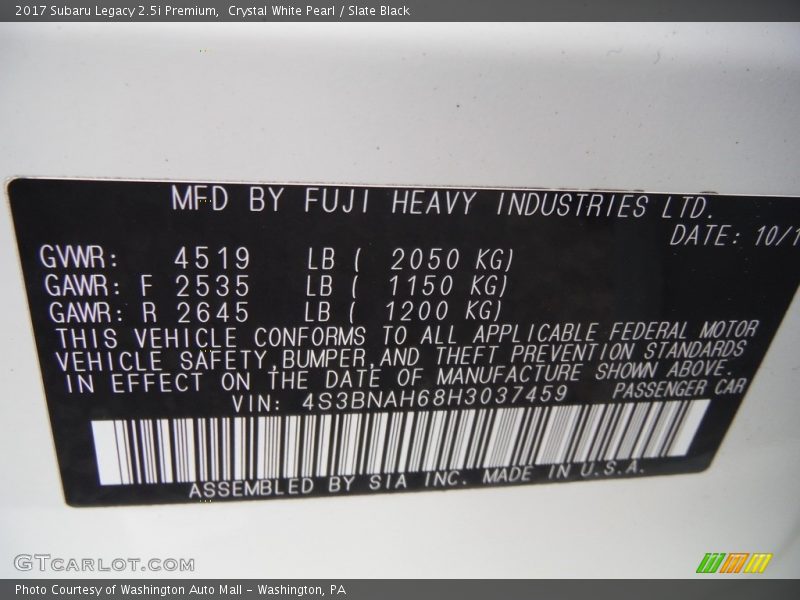 2017 Subaru Legacy 2.5i Premium, Crystal White Pearl / Slate Black
MFD BY FUJI HEAVY INDUSTRIES LTD.
DATE: 10/1
GVWR: 4519 LB ( 2050 KG)
GAWR: F 2535 LB ( 1150 KG)
GAWR: R 2645 LB ( 1200 KG)
THIS VEHICLE CONFORMS TO ALL APPLICABLE FEDERAL MOTOR
VEHICLE SAFETY,BUMPER,AND THEFT PREVENTION STANDARDS
IN EFFECT ON THE DATE OF MANUFACTURE SHOWN ABOVE.
VIN: 4S3BNAH68H3037459 PASSENGER CAR
ASSEMBLED BY SIA INC. MADE IN U.S.A.
GTCARLOT.COM
Photo Courtesy of Washington Auto Mall - Washington, PA